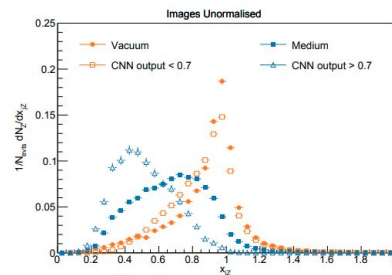 Images Unnormalised
1/N_evts dN_jZ/dx_jZ
0.25
0.2
0.15
0.1
0.05
0
Vacuum
Medium
CNN output < 0.7
CNN output > 0.7
0 0.2 0.4 0.6 0.8 1 1.2 1.4 1.6 1.8
x_jZ